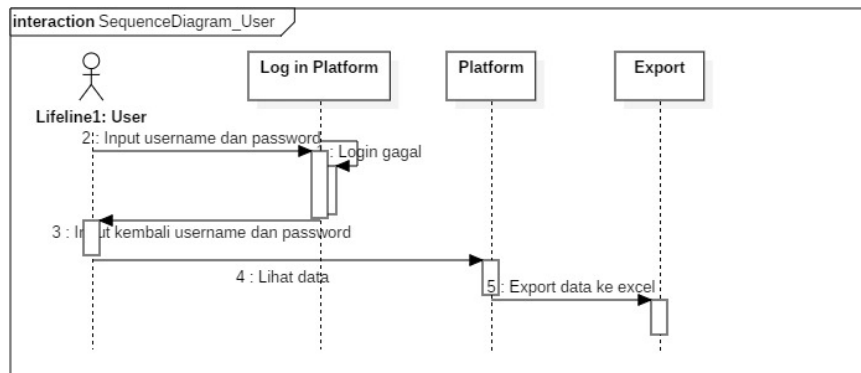 interaction SequenceDiagram_User
Log in Platform
Platform
Export
Lifeline1: User
2 : Input username dan password
: Login gagal
3 : Input kembali username dan password
4 : Lihat data
5 : Export data ke excel